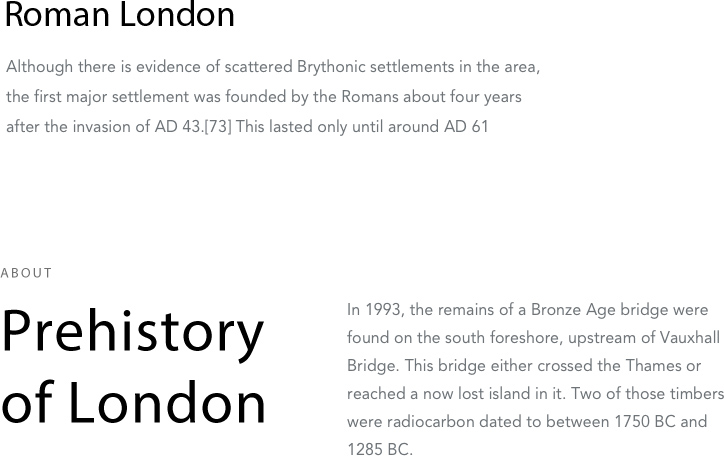 Roman London
Although there is evidence of scattered Brythonic settlements in the area,
the first major settlement was founded by the Romans about four years
after the invasion of AD 43.[73] This lasted only until around AD 61
ABOUT
Prehistory
of London
In 1993, the remains of a Bronze Age bridge were
found on the south foreshore, upstream of Vauxhall
Bridge. This bridge either crossed the Thames or
reached a now lost island in it. Two of those timbers
were radiocarbon dated to between 1750 BC and
1285 BC.